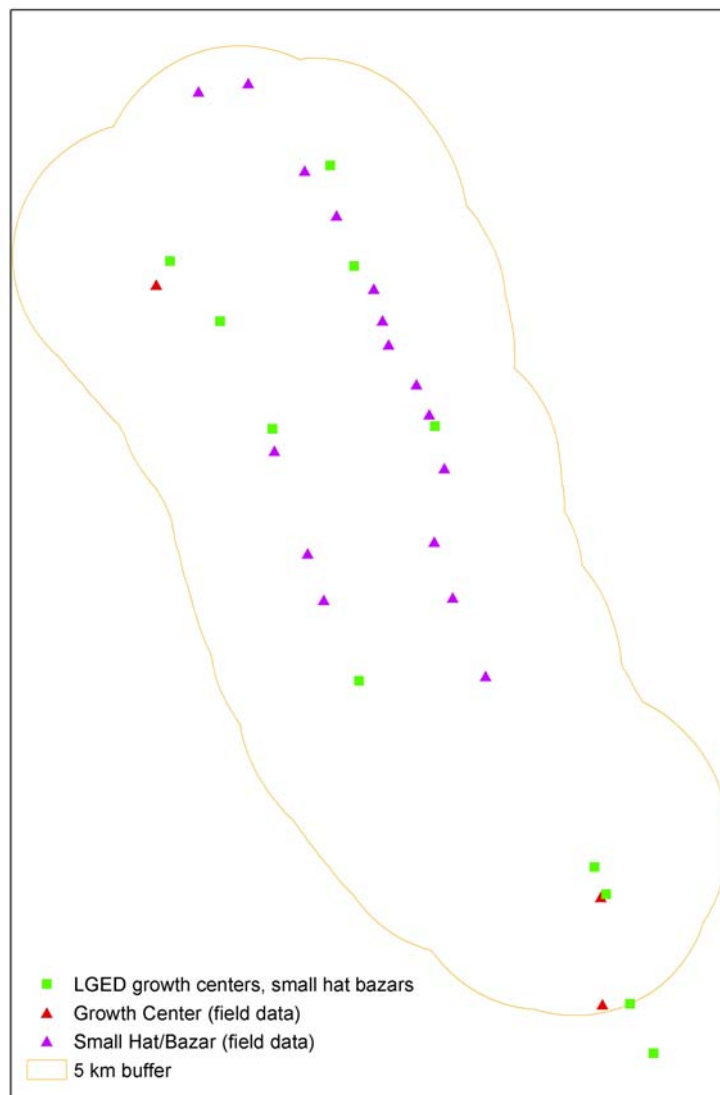 LGED growth centers, small hat bazars
Growth Center (field data)
Small Hat/Bazar (field data)
5 km buffer